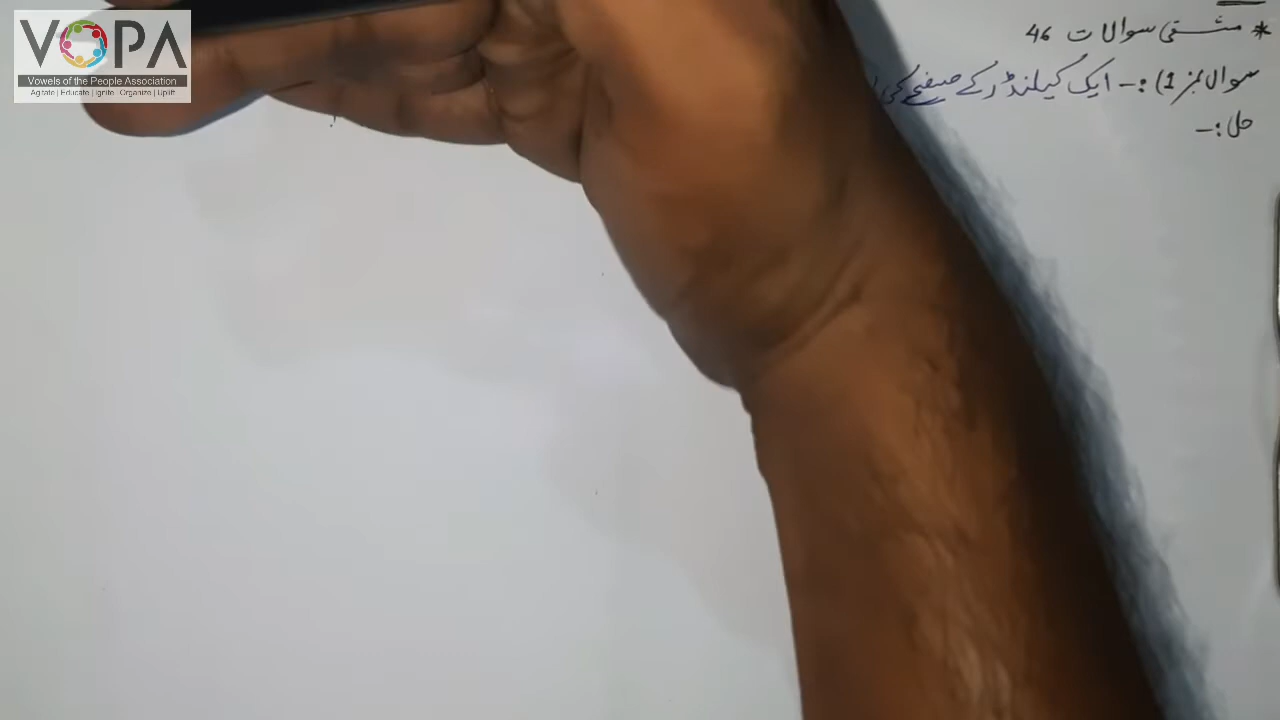 VOPA
Vowels of the People Association
Agitate | Educate | Ignite | Organize | Uplift
* مشقی سوالات 46
سوال نمبر 1) :- ایک کیلنڈر کے صفحے کی
حل :-